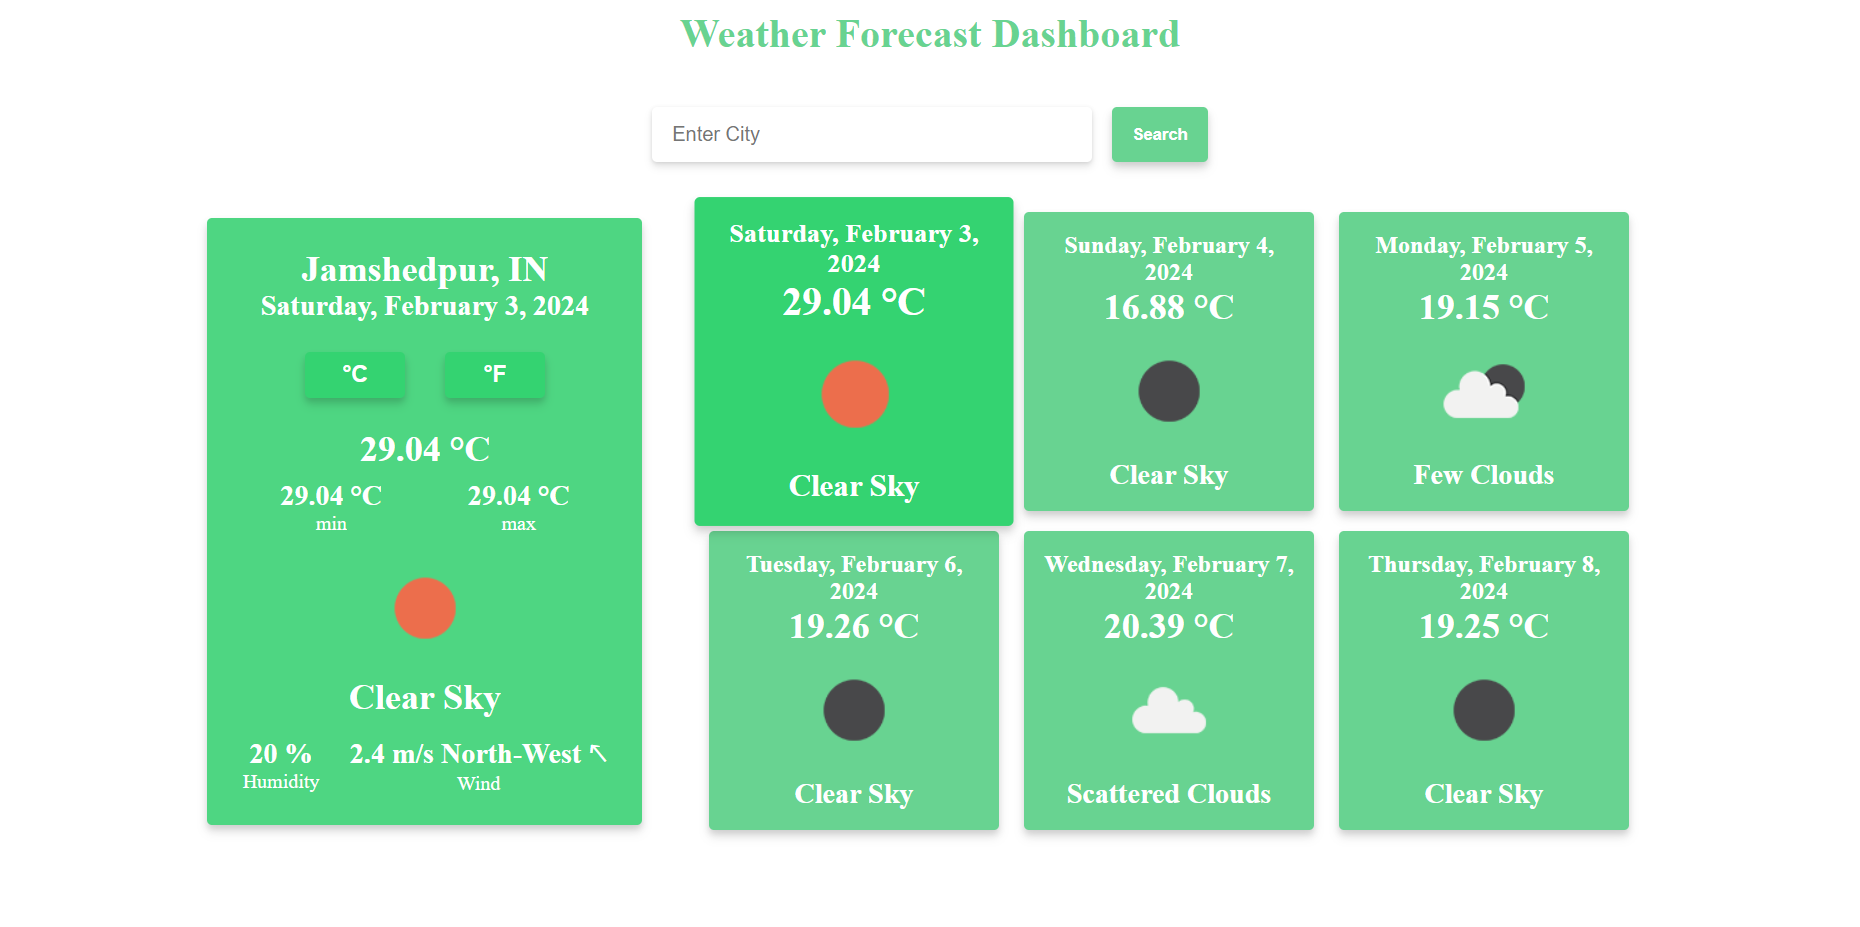 Weather Forecast Dashboard
Enter City
Search
Jamshedpur, IN
Saturday, February 3, 2024
°C
°F
29.04 °C
29.04 °C
min
29.04 °C
max
Clear Sky
20 %
Humidity
2.4 m/s North-West ↖
Wind
Saturday, February 3,
2024
29.04 °C
Clear Sky
Sunday, February 4,
2024
16.88 °C
Clear Sky
Monday, February 5,
2024
19.15 °C
Few Clouds
Tuesday, February 6,
2024
19.26 °C
Clear Sky
Wednesday, February 7,
2024
20.39 °C
Scattered Clouds
Thursday, February 8,
2024
19.25 °C
Clear Sky